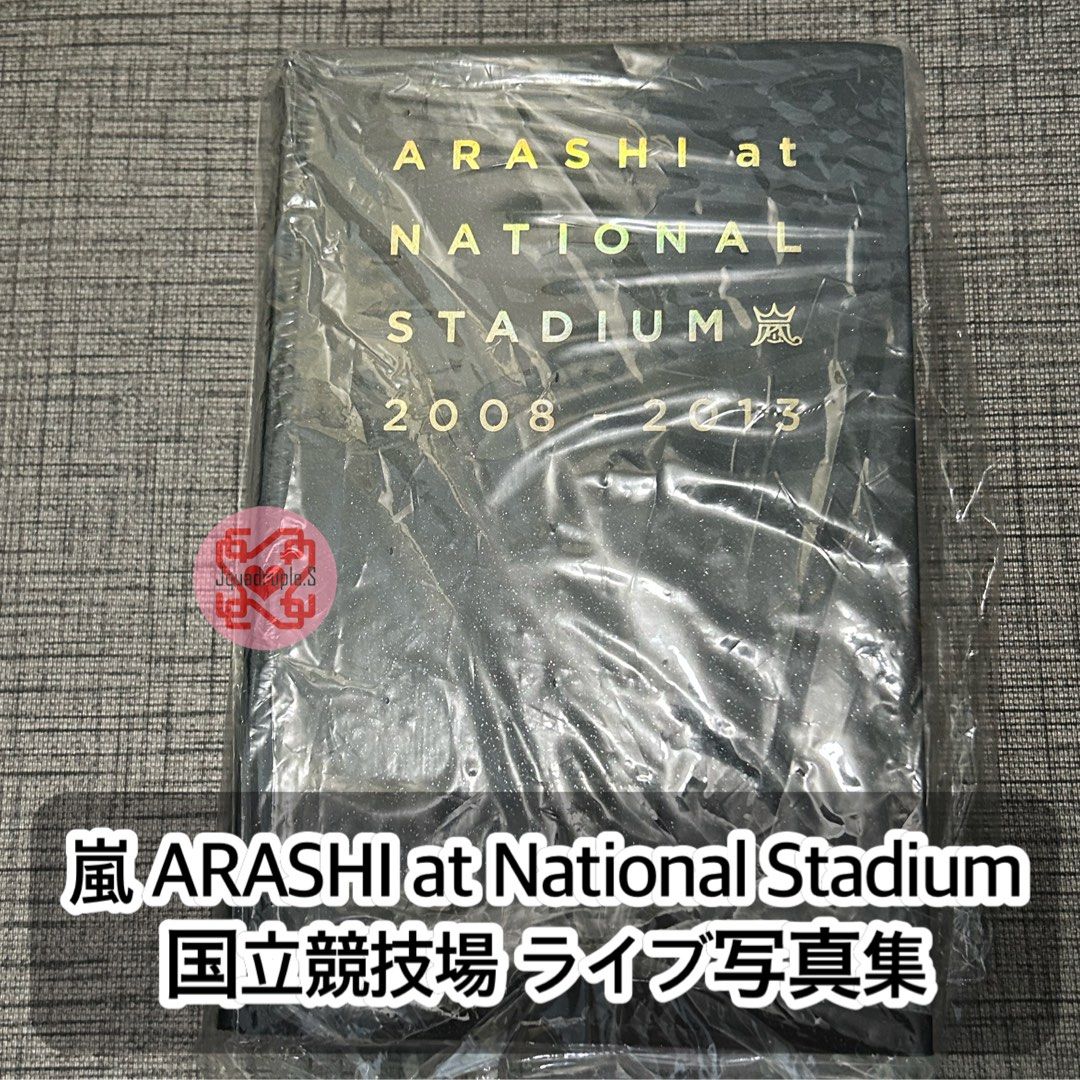 ARASHI at
NATIONAL
STADIUM 嵐
2008 - 2013
Jquadruple.S
嵐 ARASHI at National Stadium
国立競技場 ライブ写真集